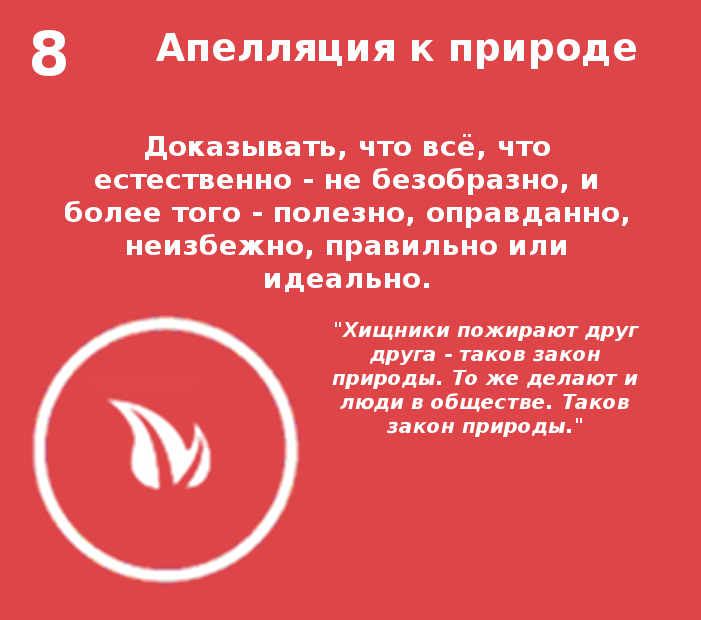 8
Апелляция к природе
Доказывать, что всё, что
естественно - не безобразно, и
более того - полезно, оправданно,
неизбежно, правильно или
идеально.
"Хищники пожирают друг
друга - таков закон
природы. То же делают и
люди в обществе. Таков
закон природы."